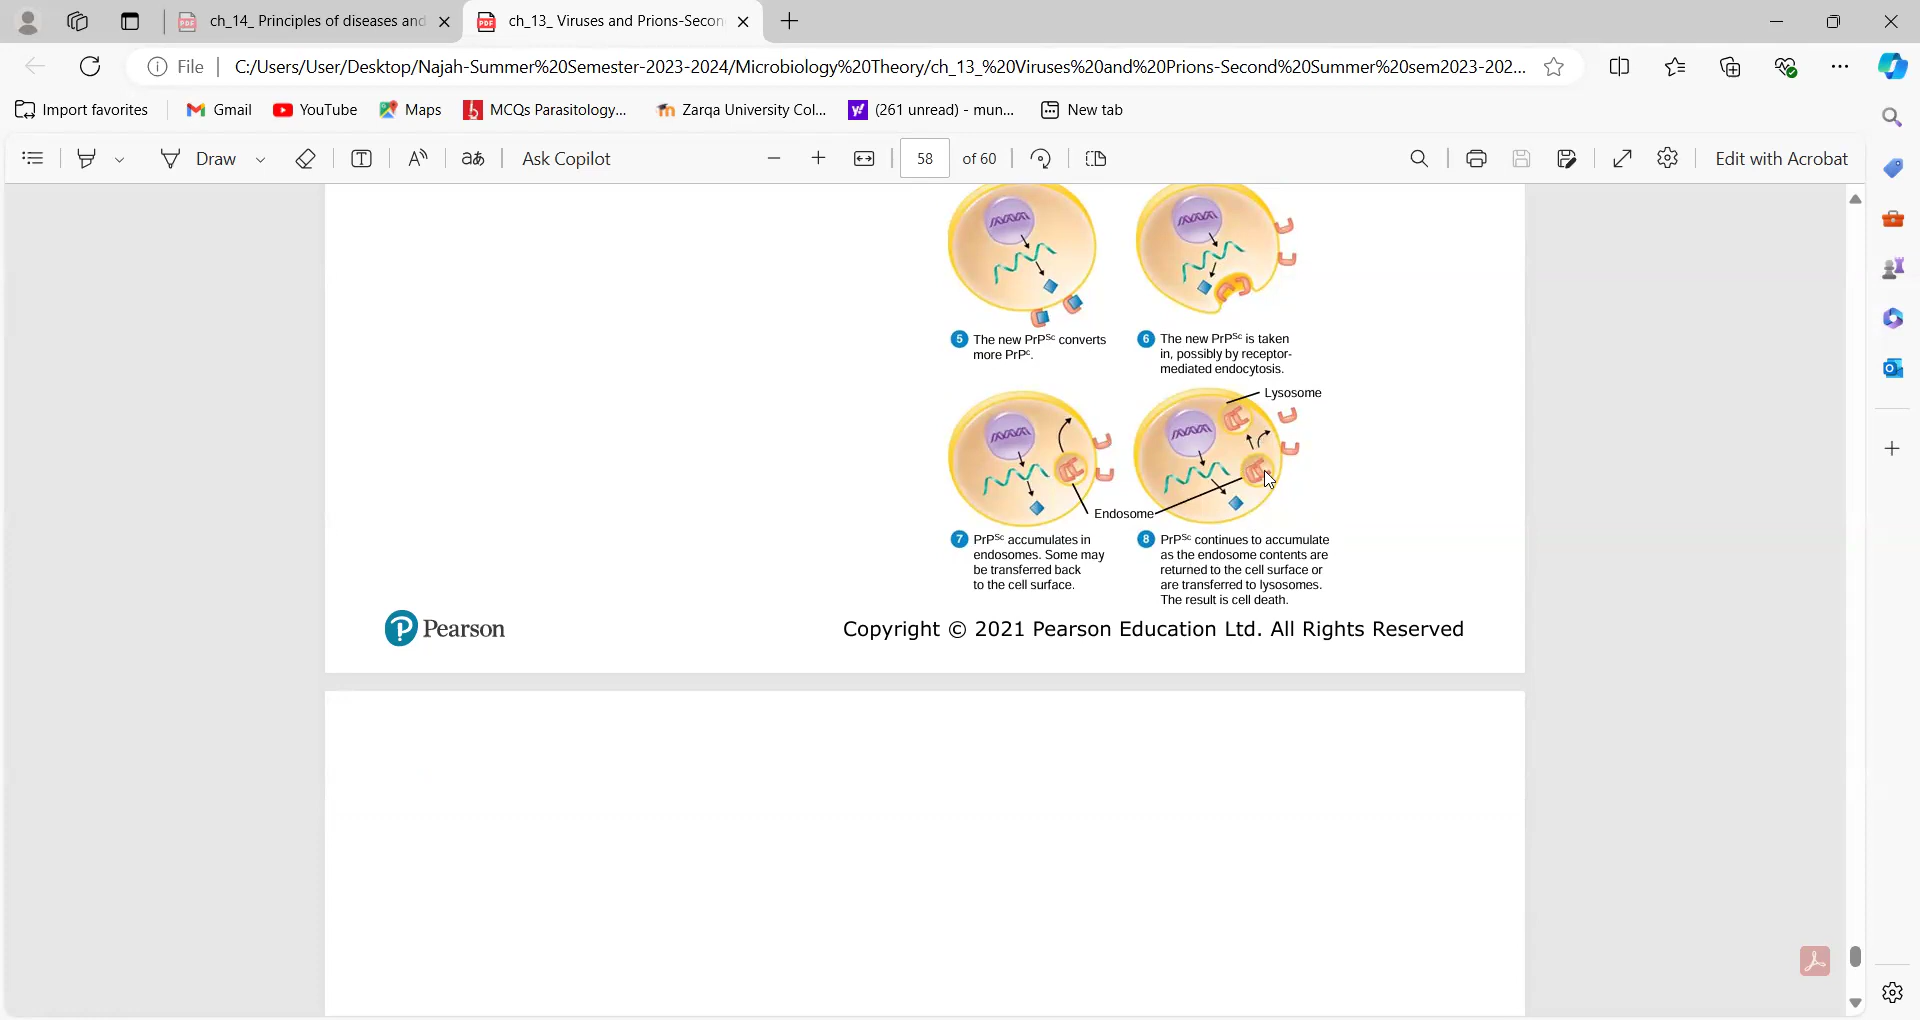 ch_14_ Principles of diseases and
ch_13_ Viruses and Prions-Secon
File
C:/Users/User/Desktop/Najah-Summer%20Semester-2023-2024/Microbiology%20Theory/ch_13_%20Viruses%20and%20Prions-Second%20Summer%20sem2023-202...
Import favorites
Gmail
YouTube
Maps
MCQs Parasitology...
Zarqa University Col...
(261 unread) - mun...
New tab
Draw
A
aあ
Ask Copilot
58 of 60
Edit with Acrobat
5 The new PrPSc converts
more PrPc.
6 The new PrPSc is taken
in, possibly by receptor-
mediated endocytosis.
Lysosome
Endosome
7 PrPSc accumulates in
endosomes. Some may
be transferred back
to the cell surface.
8 PrPSc continues to accumulate
as the endosome contents are
returned to the cell surface or
are transferred to lysosomes.
The result is cell death.
P Pearson
Copyright © 2021 Pearson Education Ltd. All Rights Reserved